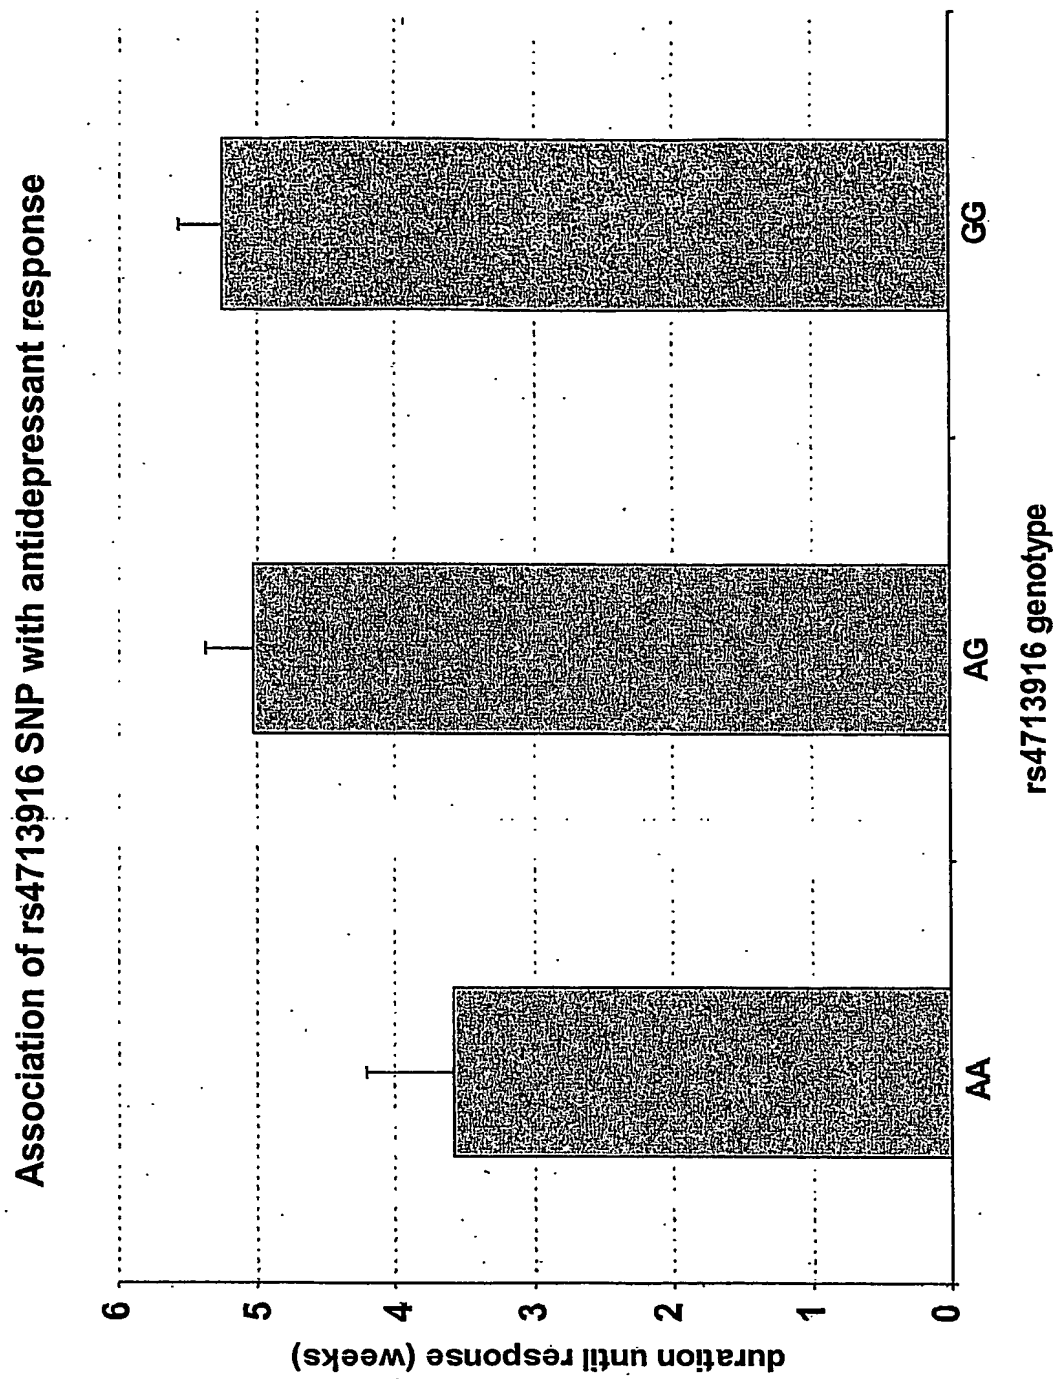 Association of rs4713916 SNP with antidepressant response
duration until response (weeks)
6
5
4
3
2
1
0
AA
AG
GG
rs4713916 genotype